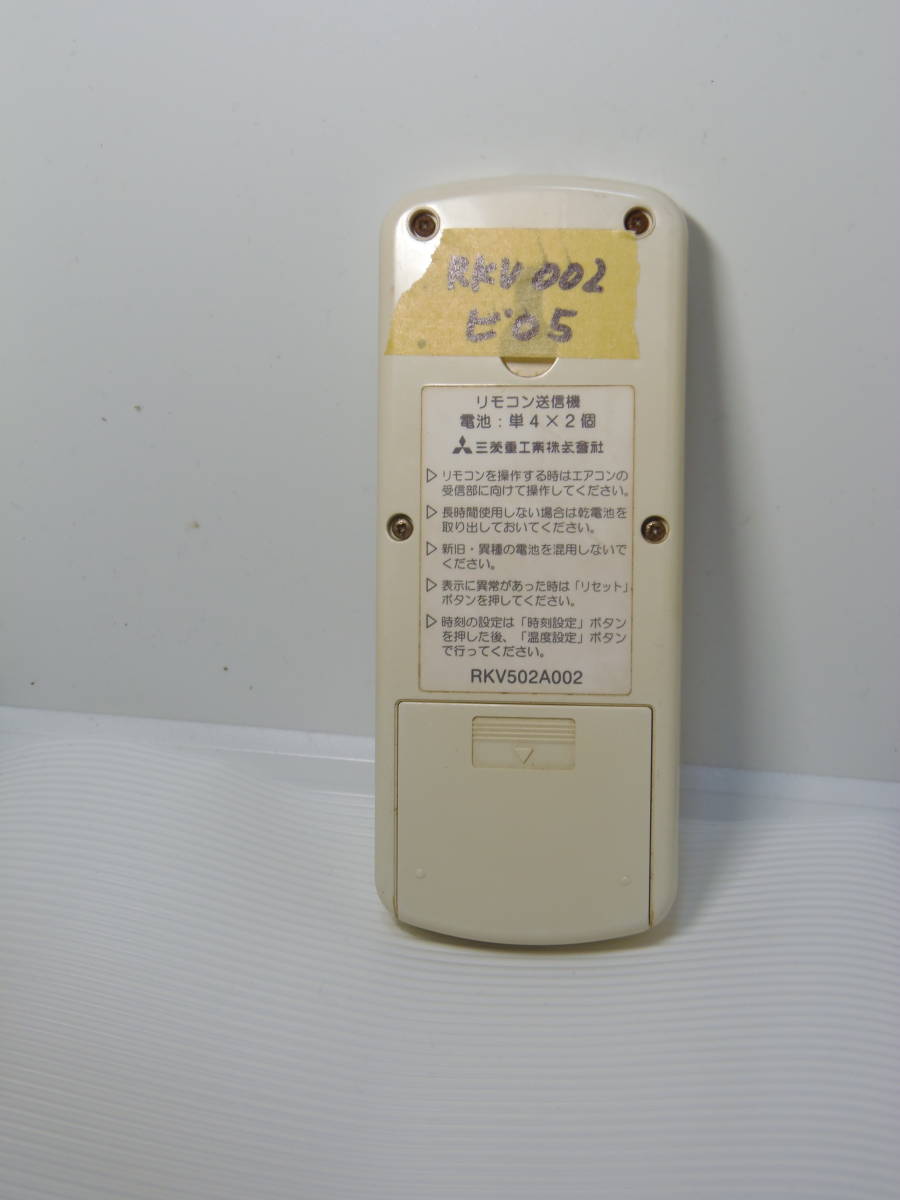 RKV002
ビ05
リモコン送信機
電池：単4×2個
三菱重工業株式會社
▷ リモコンを操作する時はエアコンの
受信部に向けて操作してください。
▷ 長時間使用しない場合は乾電池を
取り出しておいてください。
▷ 新旧・異種の電池を混用しないで
ください。
▷ 表示に異常があった時は「リセット」
ボタンを押してください。
▷ 時刻の設定は「時刻設定」ボタン
を押した後、「温度設定」ボタン
で行ってください。
RKV502A002